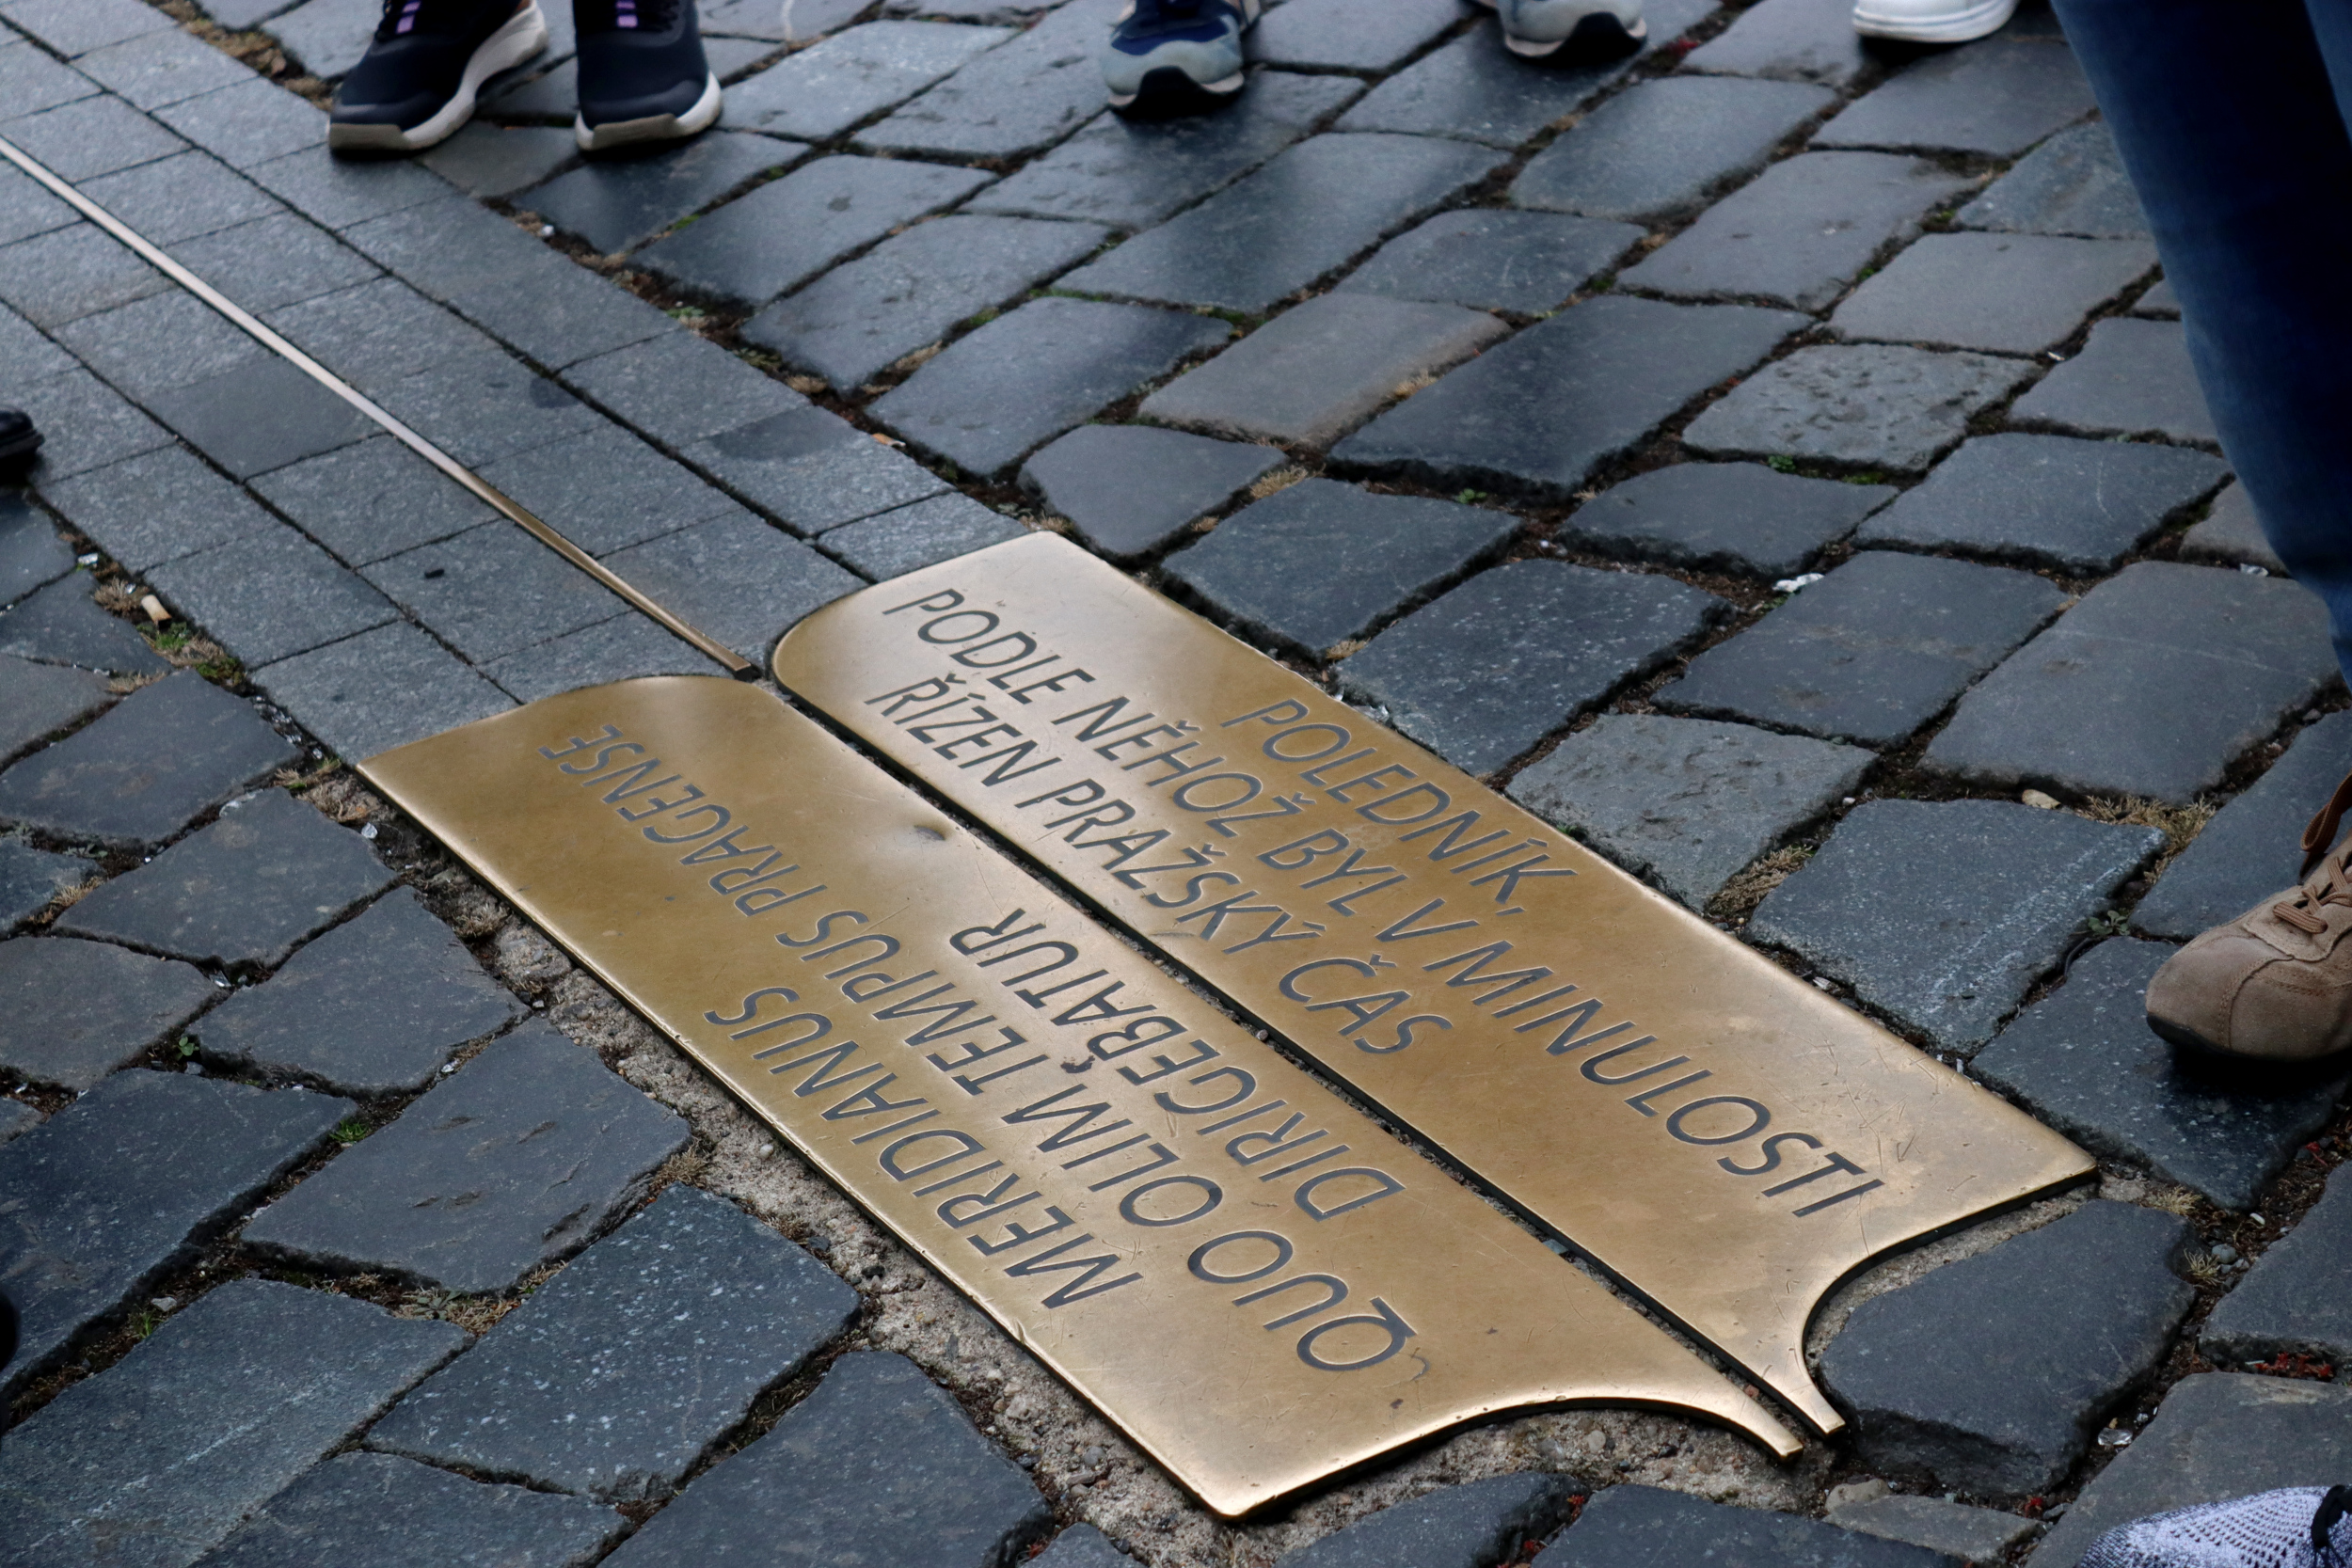 POLEDNÍK,
PODLE NĚHOŽ BYL V MINULOSTI
ŘÍZEN PRAŽSKÝ ČAS
MERIDIANUS
QUO OLIM TEMPUS PRAGENSE
DIRIGEBATUR